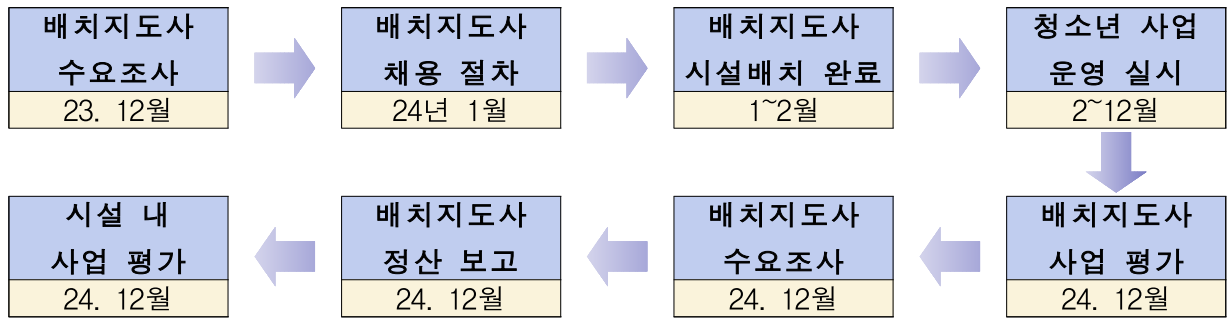 배치지도사
수요조사
23. 12월
배치지도사
채용 절차
24년 1월
배치지도사
시설배치 완료
1~2월
청소년 사업
운영 실시
2~12월
배치지도사
사업 평가
24. 12월
배치지도사
수요조사
24. 12월
배치지도사
정산 보고
24. 12월
시설 내
사업 평가
24. 12월